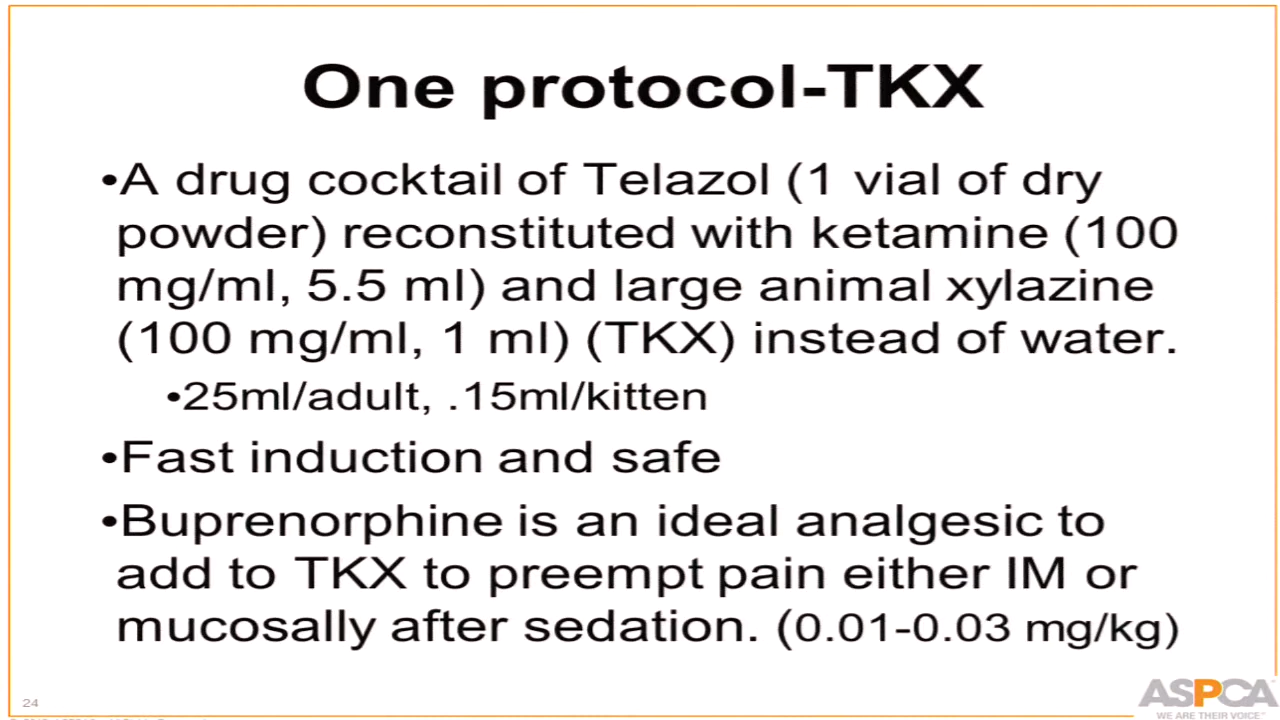 One protocol-TKX
•A drug cocktail of Telazol (1 vial of dry
powder) reconstituted with ketamine (100
mg/ml, 5.5 ml) and large animal xylazine
(100 mg/ml, 1 ml) (TKX) instead of water.
•25ml/adult, .15ml/kitten
•Fast induction and safe
•Buprenorphine is an ideal analgesic to
add to TKX to preempt pain either IM or
mucosally after sedation. (0.01-0.03 mg/kg)
24
ASPCA
WE ARE THEIR VOICE